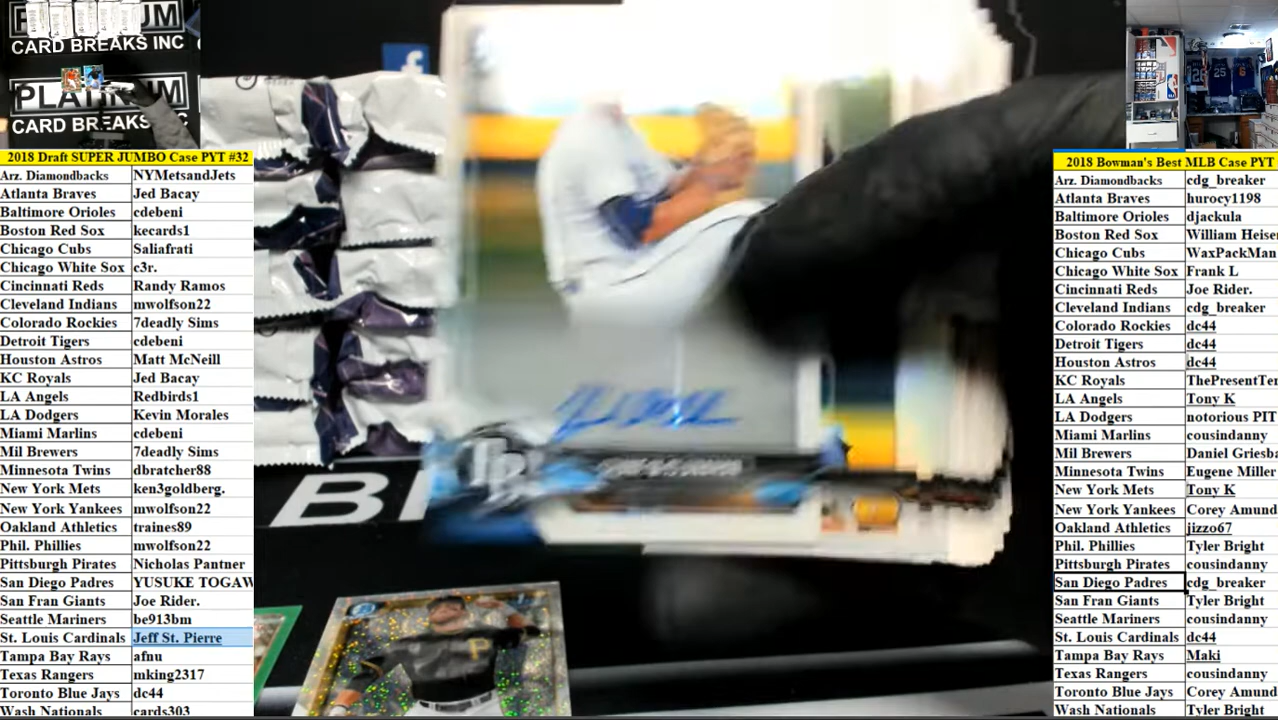 CARD BREAKS INC
PLATINUM
CARD BREAKS INC
f
BI
P
28
25
6
2018 Draft SUPER JUMBO Case PYT #32
Arz. Diamondbacks NYMetsandJets
Atlanta Braves Jed Bacay
Baltimore Orioles cdebeni
Boston Red Sox kecards1
Chicago Cubs Saliafrati
Chicago White Sox c3r.
Cincinnati Reds Randy Ramos
Cleveland Indians mwolfson22
Colorado Rockies 7deadly Sims
Detroit Tigers cdebeni
Houston Astros Matt McNeill
KC Royals Jed Bacay
LA Angels Redbirds1
LA Dodgers Kevin Morales
Miami Marlins cdebeni
Mil Brewers 7deadly Sims
Minnesota Twins dbratcher88
New York Mets ken3goldberg.
New York Yankees mwolfson22
Oakland Athletics traines89
Phil. Phillies mwolfson22
Pittsburgh Pirates Nicholas Pantner
San Diego Padres YUSUKE TOGAW
San Fran Giants Joe Rider.
Seattle Mariners be913bm
St. Louis Cardinals Jeff St. Pierre
Tampa Bay Rays afnu
Texas Rangers mking2317
Toronto Blue Jays dc44
Wash Nationals cards303
2018 Bowman's Best MLB Case PYT
Arz. Diamondbacks cdg_breaker
Atlanta Braves hurocy1198
Baltimore Orioles djackula
Boston Red Sox William Heiser
Chicago Cubs WaxPackMan
Chicago White Sox Frank L
Cincinnati Reds Joe Rider.
Cleveland Indians cdg_breaker
Colorado Rockies dc44
Detroit Tigers dc44
Houston Astros dc44
KC Royals ThePresentTer
LA Angels Tony K
LA Dodgers notorious PIT
Miami Marlins cousindanny
Mil Brewers Daniel Griesba
Minnesota Twins Eugene Miller
New York Mets Tony K
New York Yankees Corey Amund
Oakland Athletics jizzo67
Phil. Phillies Tyler Bright
Pittsburgh Pirates cousindanny
San Diego Padres cdg_breaker
San Fran Giants Tyler Bright
Seattle Mariners cousindanny
St. Louis Cardinals dc44
Tampa Bay Rays Maki
Texas Rangers cousindanny
Toronto Blue Jays Corey Amund
Wash Nationals Tyler Bright